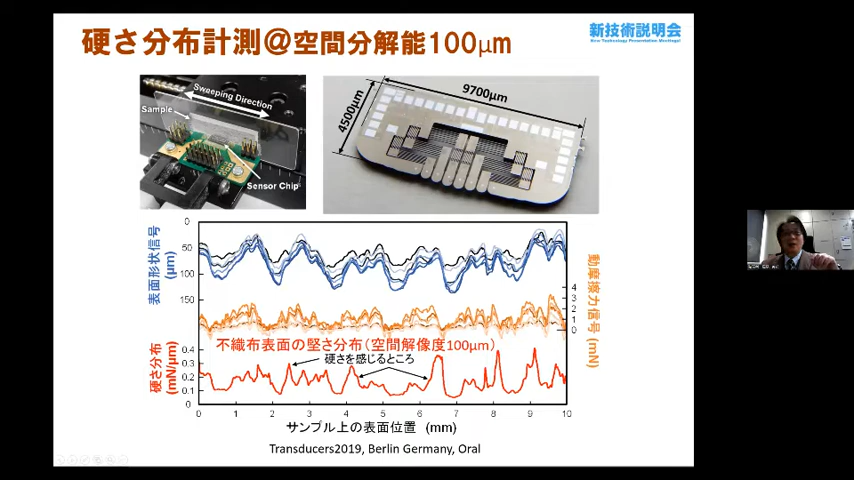 硬さ分布計測@空間分解能100μm
新技術説明会
New Technology Presentation Meetings!
Sweeping Direction
Sample
Sensor Chip
4500μm
9700μm
表面形状信号
(μm)
0
50
100
150
動摩擦力信号 (mN)
4
3
2
1
0
不織布表面の堅さ分布(空間解像度100μm)
硬さを感じるところ
硬さ分布
(mN/μm)
0.4
0.3
0.2
0.1
0
0 1 2 3 4 5 6 7 8 9 10
サンプル上の表面位置 (mm)
Transducers2019, Berlin Germany, Oral